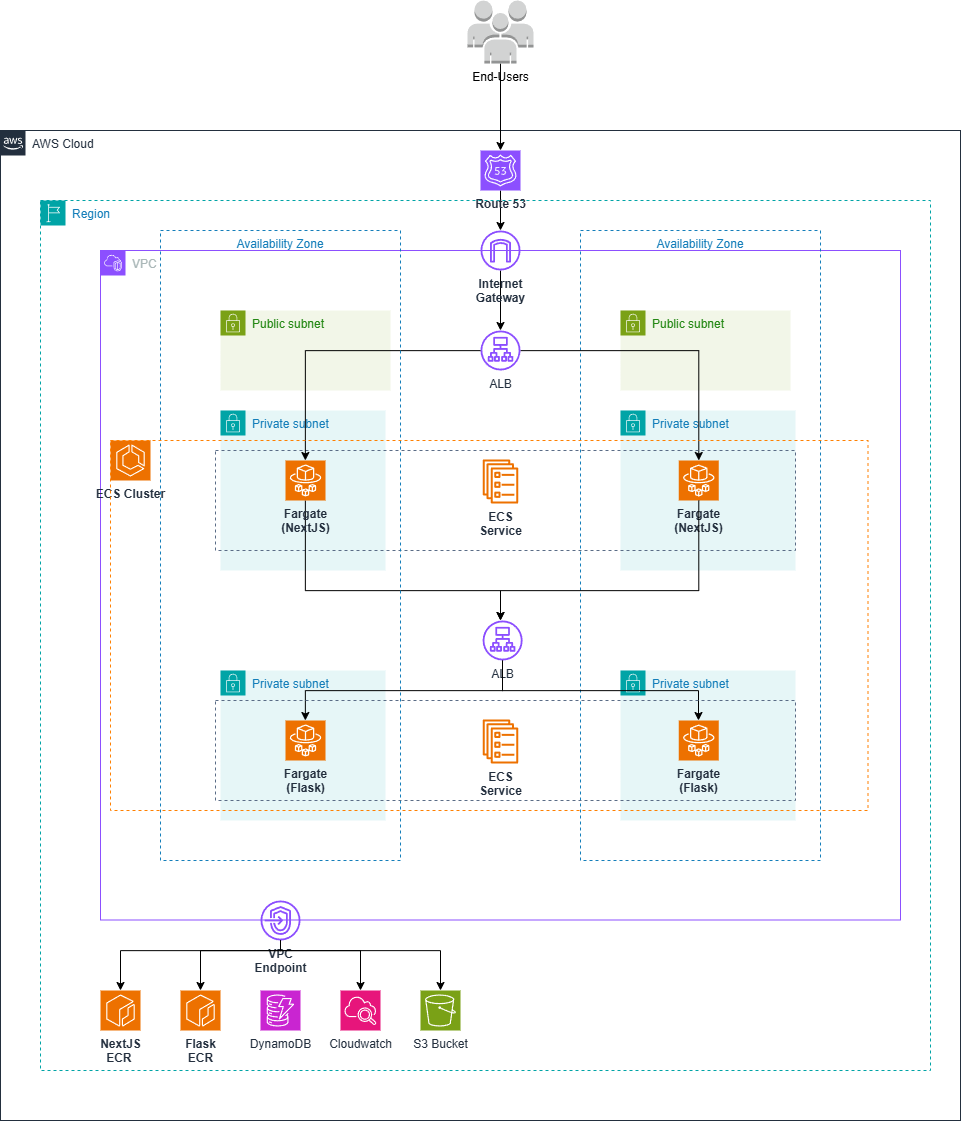 End-Users
aws
AWS Cloud
53
Route 53
Region
Availability Zone
Availability Zone
VPC
Internet
Gateway
Public subnet
Public subnet
ALB
Private subnet
Private subnet
ECS Cluster
Fargate
(NextJS)
ECS
Service
Fargate
(NextJS)
ALB
Private subnet
Private subnet
Fargate
(Flask)
ECS
Service
Fargate
(Flask)
VPC
Endpoint
NextJS
ECR
Flask
ECR
DynamoDB
Cloudwatch
S3 Bucket